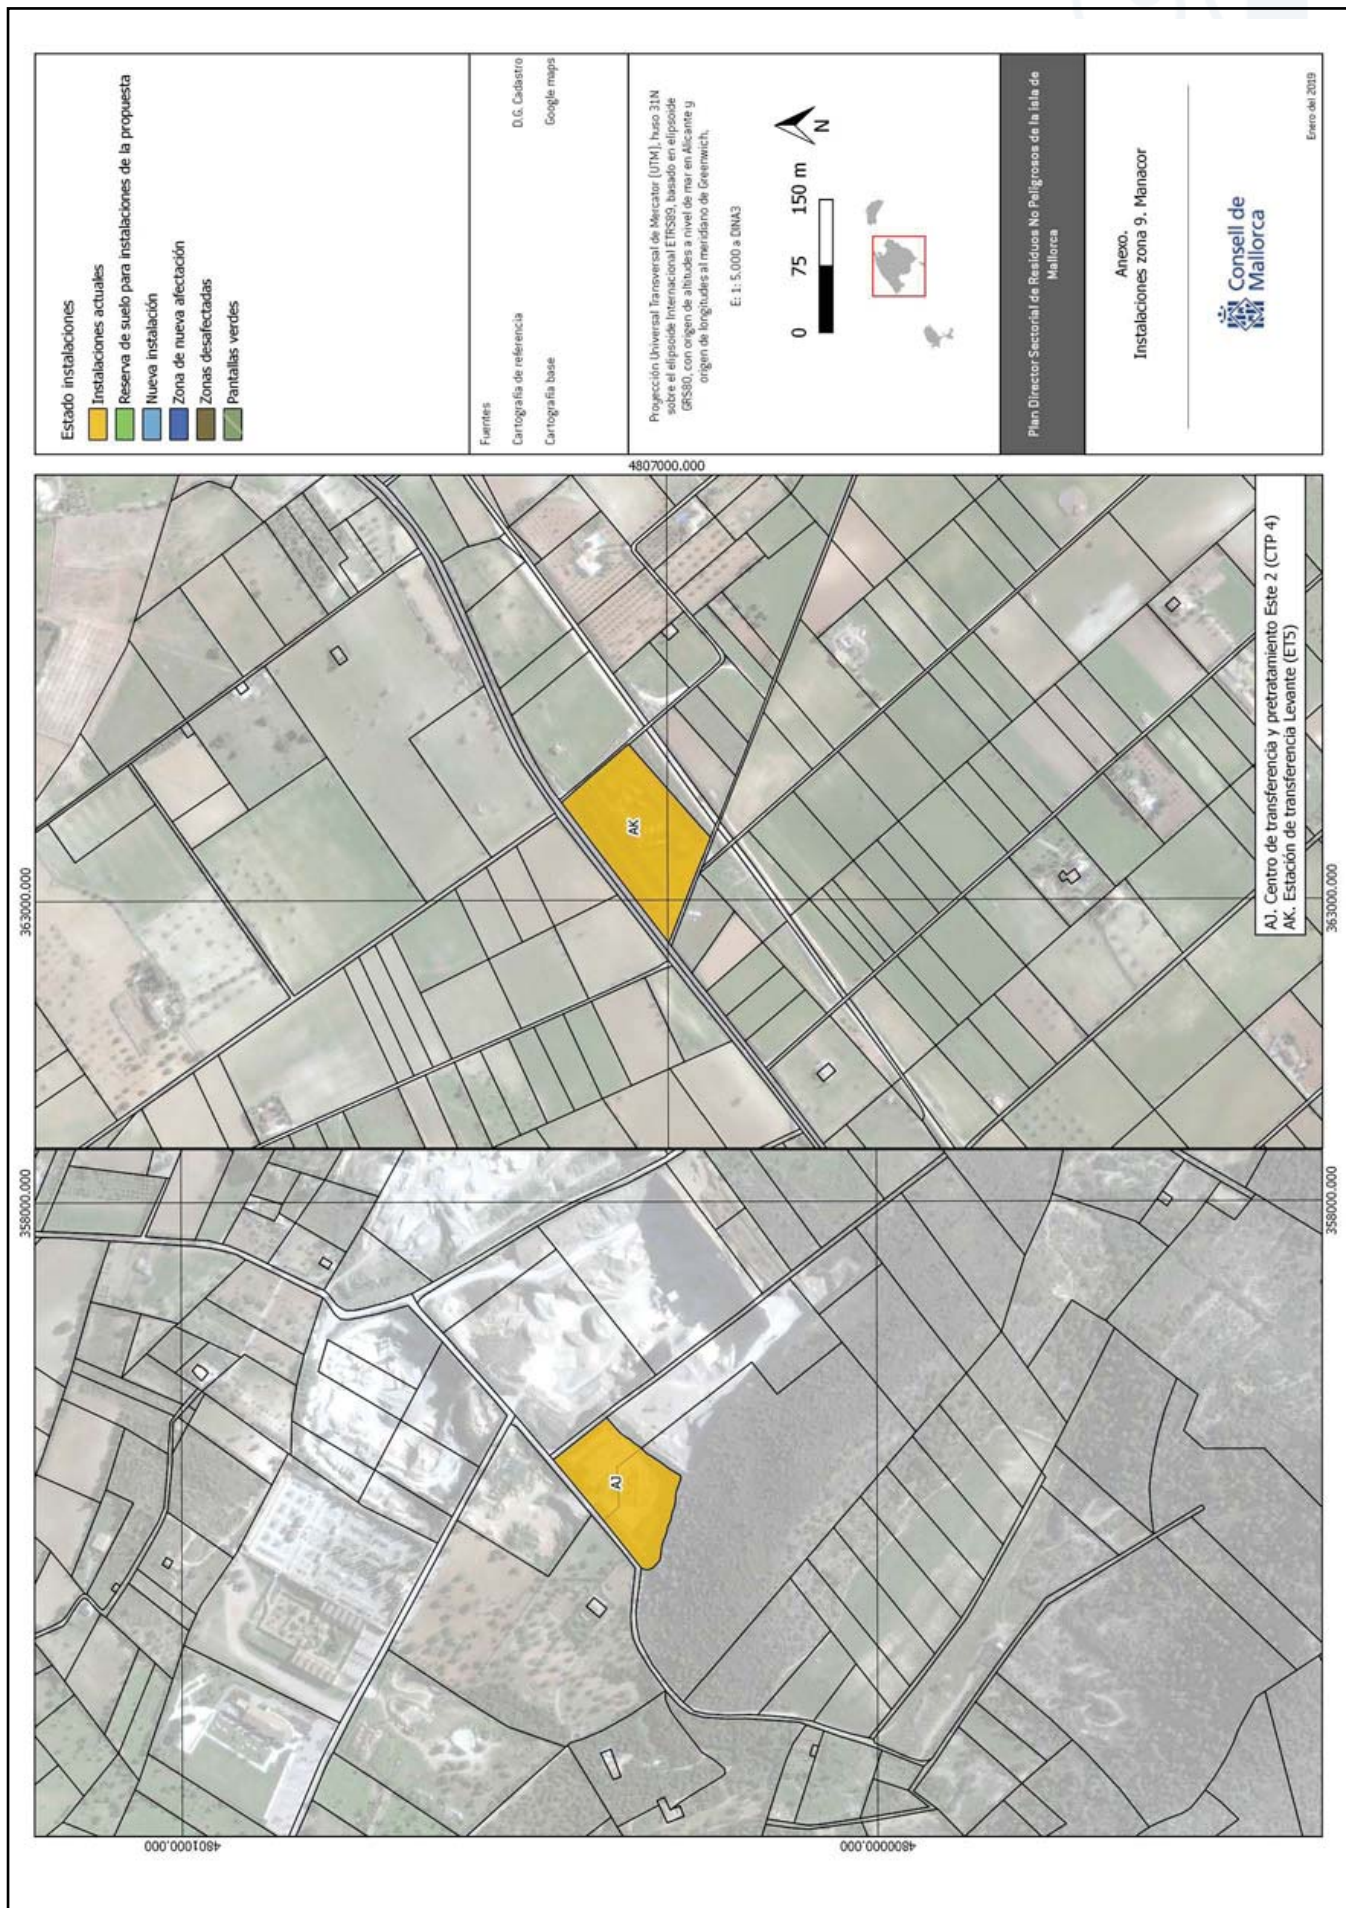 Estado instalaciones
Instalaciones actuales
Reserva de suelo para instalaciones de la propuesta
Nueva instalación
Zona de nueva afectación
Zonas desafectadas
Pantallas verdes
Fuentes
Cartografía de referencia D.G. Cadastro
Cartografía base Google maps
Proyección Universal Transversal de Mercator (UTM), huso 31N
sobre el elipsoide Internacional ETRS89, basado en elipsoide
GRS80, con origen de altitudes a nivel de mar en Alicante y
origen de longitudes al meridiano de Greenwich.
E: 1: 5.000 a DINA3
0 75 150 m
N
Plan Director Sectorial de Residuos No Peligrosos de la isla de
Mallorca
Anexo.
Instalaciones zona 9. Manacor
Consell de
Mallorca
Enero del 2019
358000.000
363000.000
4801000.000
4800000.000
4807000.000
AJ
AK
AJ. Centro de transferencia y pretratamiento Este 2 (CTP 4)
AK. Estación de transferencia Levante (ET5)
358000.000
363000.000